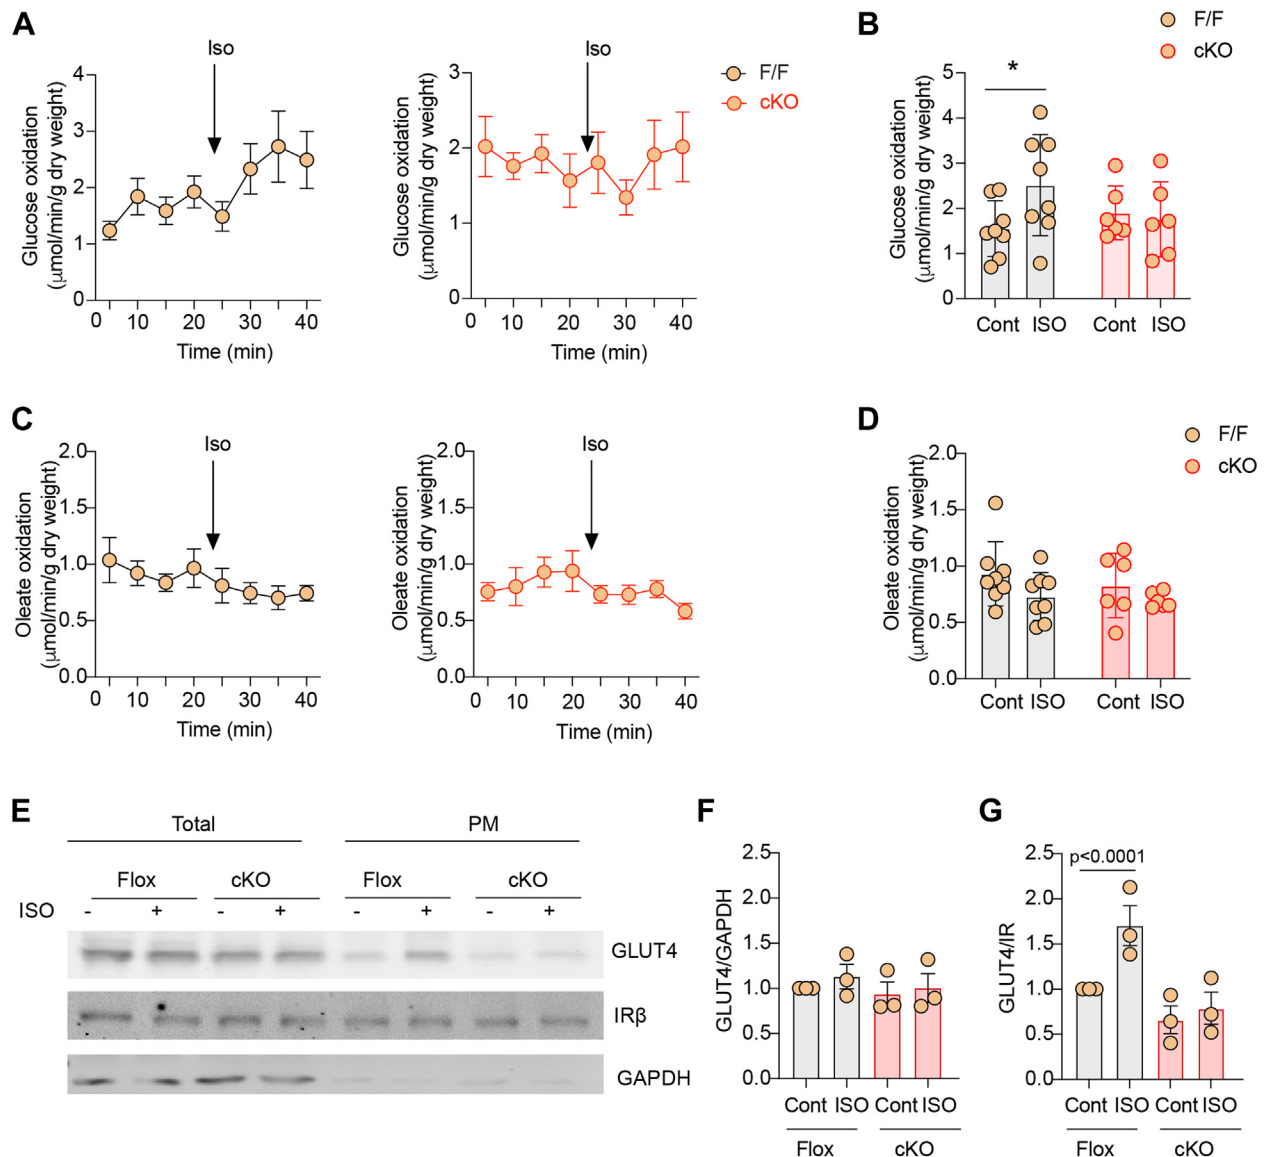 A
Iso
Glucose oxidation
(μmol/min/g dry weight)
4
3
2
1
0
0 10 20 30 40
Time (min)
Iso
Glucose oxidation
(μmol/min/g dry weight)
3
2
1
0
0 10 20 30 40
Time (min)
F/F
cKO
B
F/F
cKO
*
Glucose oxidation
(μmol/min/g dry weight)
5
4
3
2
1
0
Cont ISO Cont ISO
C
Iso
Oleate oxidation
(μmol/min/g dry weight)
2.0
1.5
1.0
0.5
0.0
0 10 20 30 40
Time (min)
Iso
Oleate oxidation
(μmol/min/g dry weight)
2.0
1.5
1.0
0.5
0.0
0 10 20 30 40
Time (min)
D
F/F
cKO
Oleate oxidation
(μmol/min/g dry weight)
2.0
1.5
1.0
0.5
0.0
Cont ISO Cont ISO
E
Total PM
Flox cKO Flox cKO
ISO - + - + - + - +
GLUT4
IRβ
GAPDH
F
GLUT4/GAPDH
2.5
2.0
1.5
1.0
0.5
0.0
Cont ISO Cont ISO
Flox cKO
G
p<0.0001
GLUT4/IR
2.5
2.0
1.5
1.0
0.5
0.0
Cont ISO Cont ISO
Flox cKO